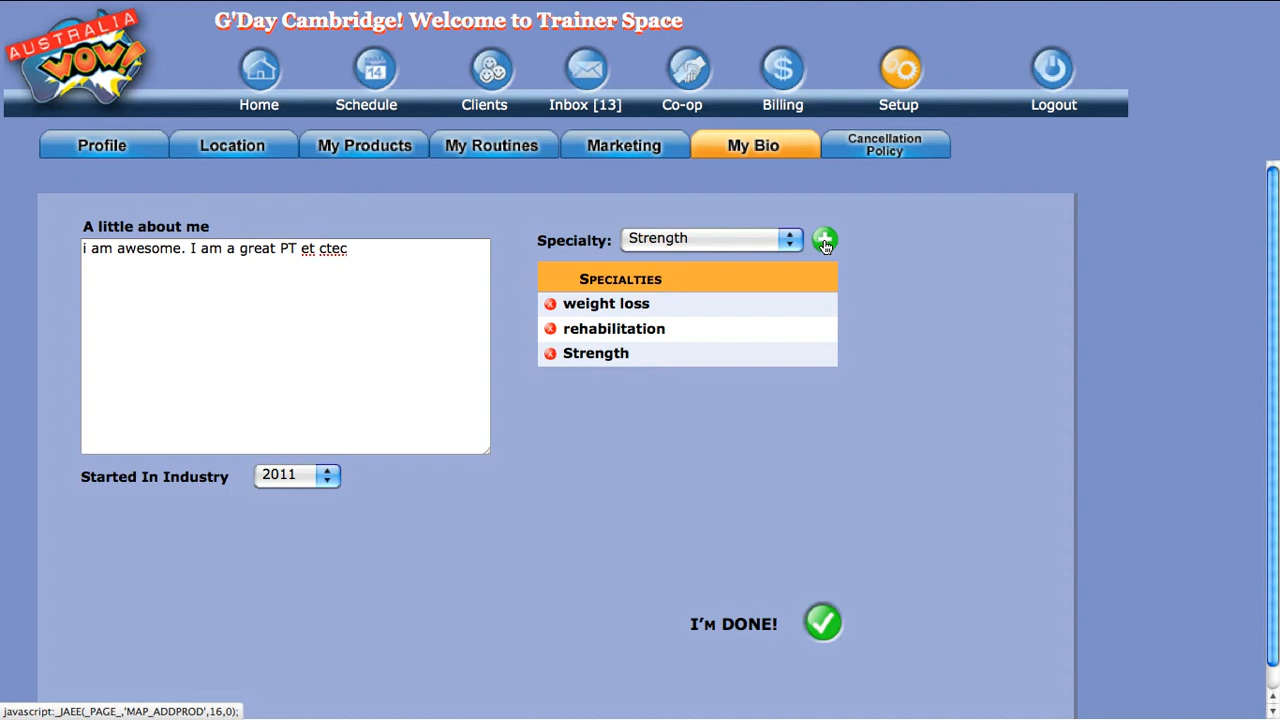 G'Day Cambridge! Welcome to Trainer Space
AUSTRALIA
WOW!
14
$
Home
Schedule
Clients
Inbox [13]
Co-op
Billing
Setup
Logout
Profile
Location
My Products
My Routines
Marketing
My Bio
Cancellation
Policy
A little about me
i am awesome. I am a great PT et ctec
Started In Industry
2011
Specialty:
Strength
SPECIALTIES
x weight loss
x rehabilitation
x Strength
I'M DONE!
javascript:_JAEE(_PAGE_,'MAP_ADDPROD',16,0);